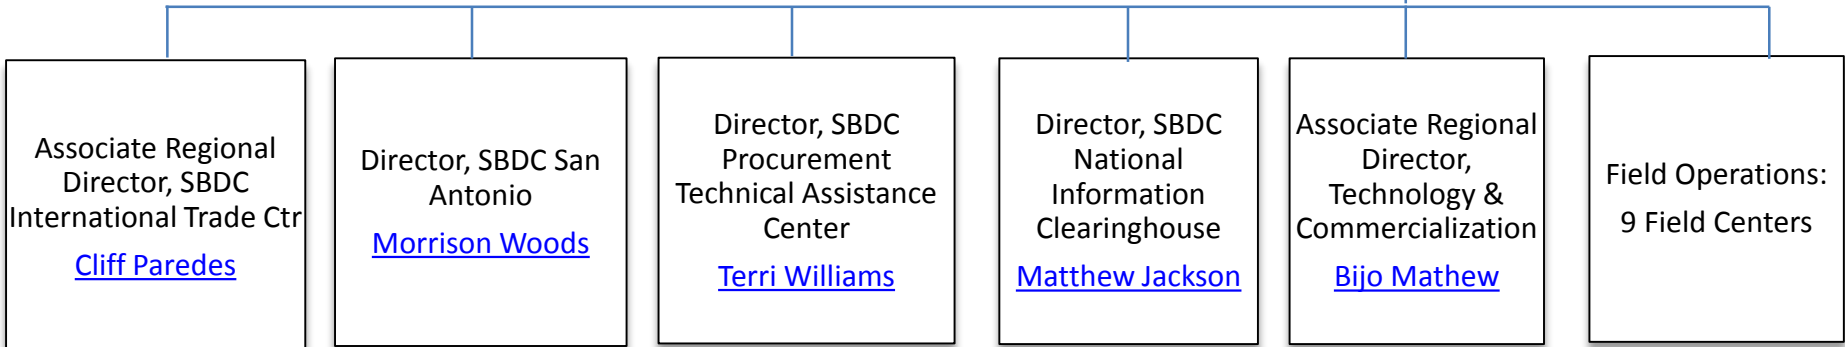 Associate Regional
Director, SBDC
International Trade Ctr
Cliff Paredes
Director, SBDC San
Antonio
Morrison Woods
Director, SBDC
Procurement
Technical Assistance
Center
Terri Williams
Director, SBDC
National
Information
Clearinghouse
Matthew Jackson
Associate Regional
Director,
Technology &
Commercialization
Bijo Mathew
Field Operations:
9 Field Centers